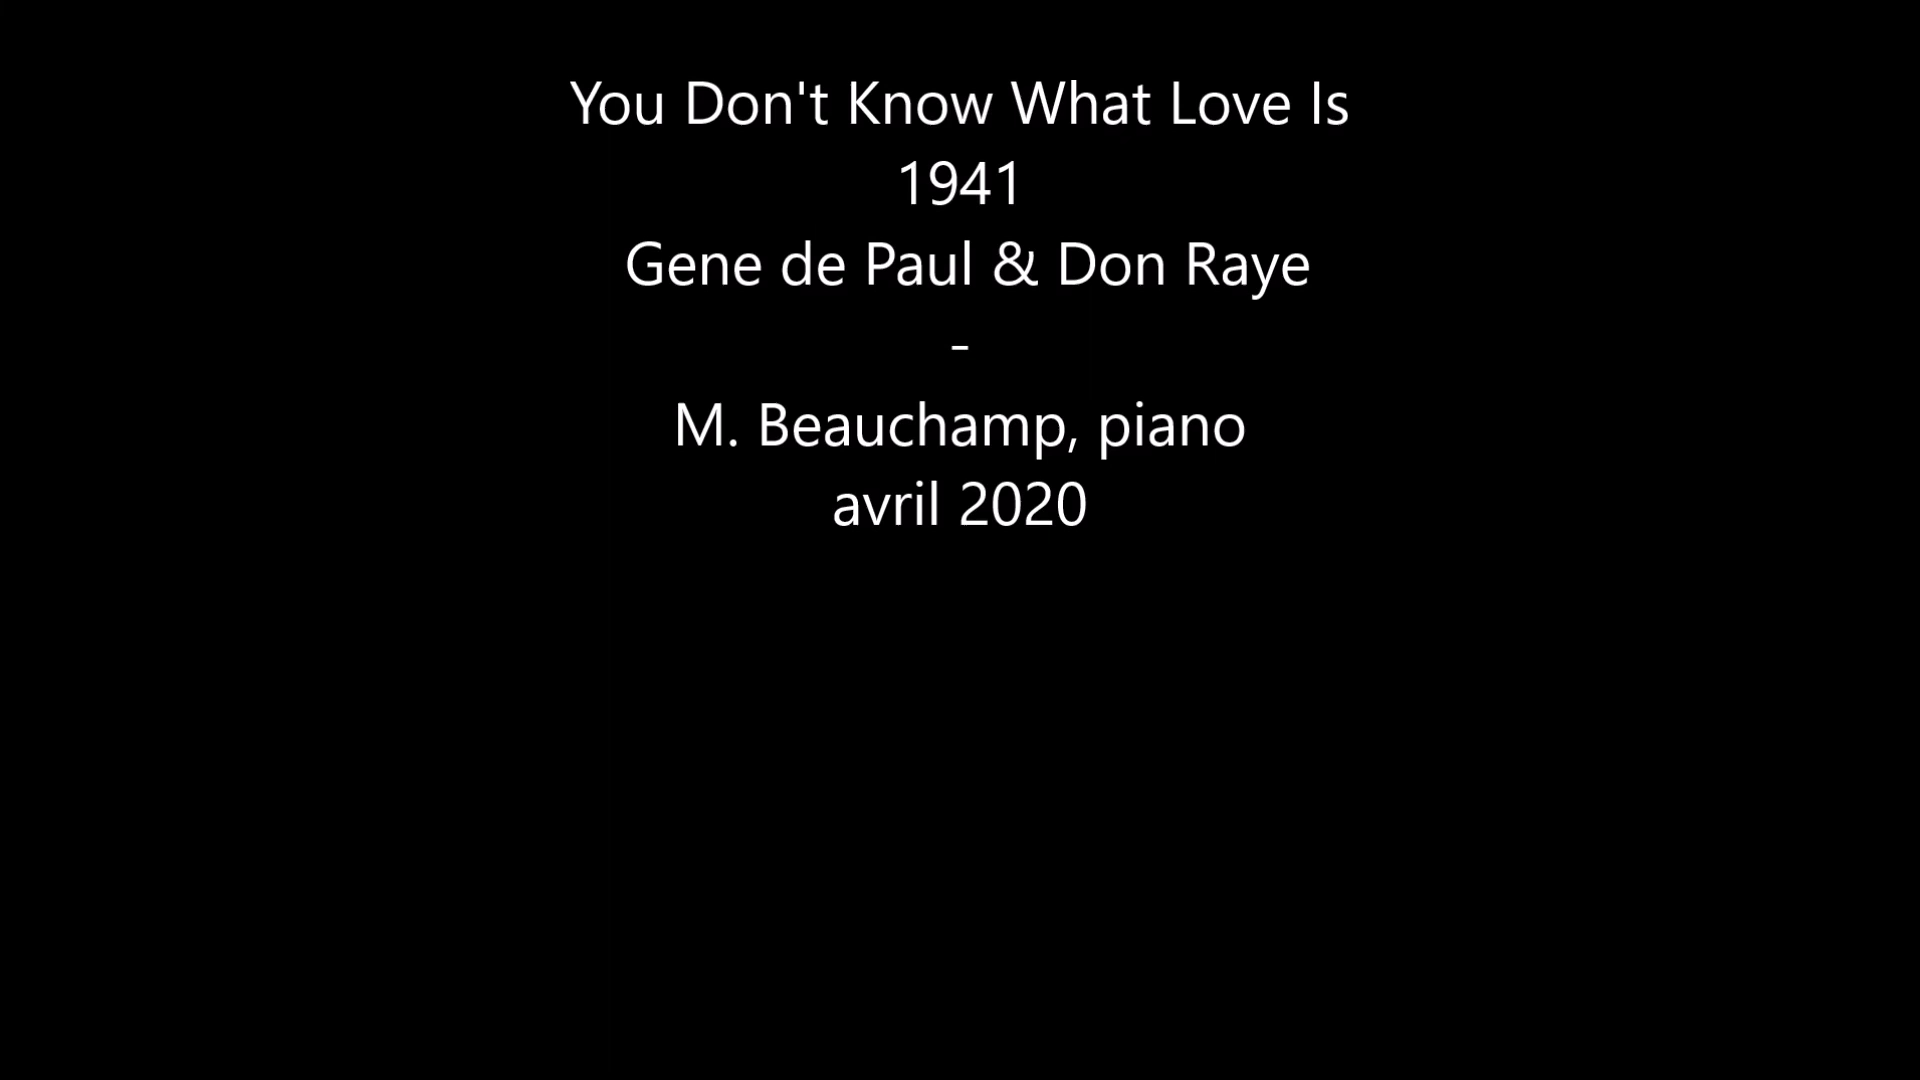 You Don't Know What Love Is
1941
Gene de Paul & Don Raye
-
M. Beauchamp, piano
avril 2020